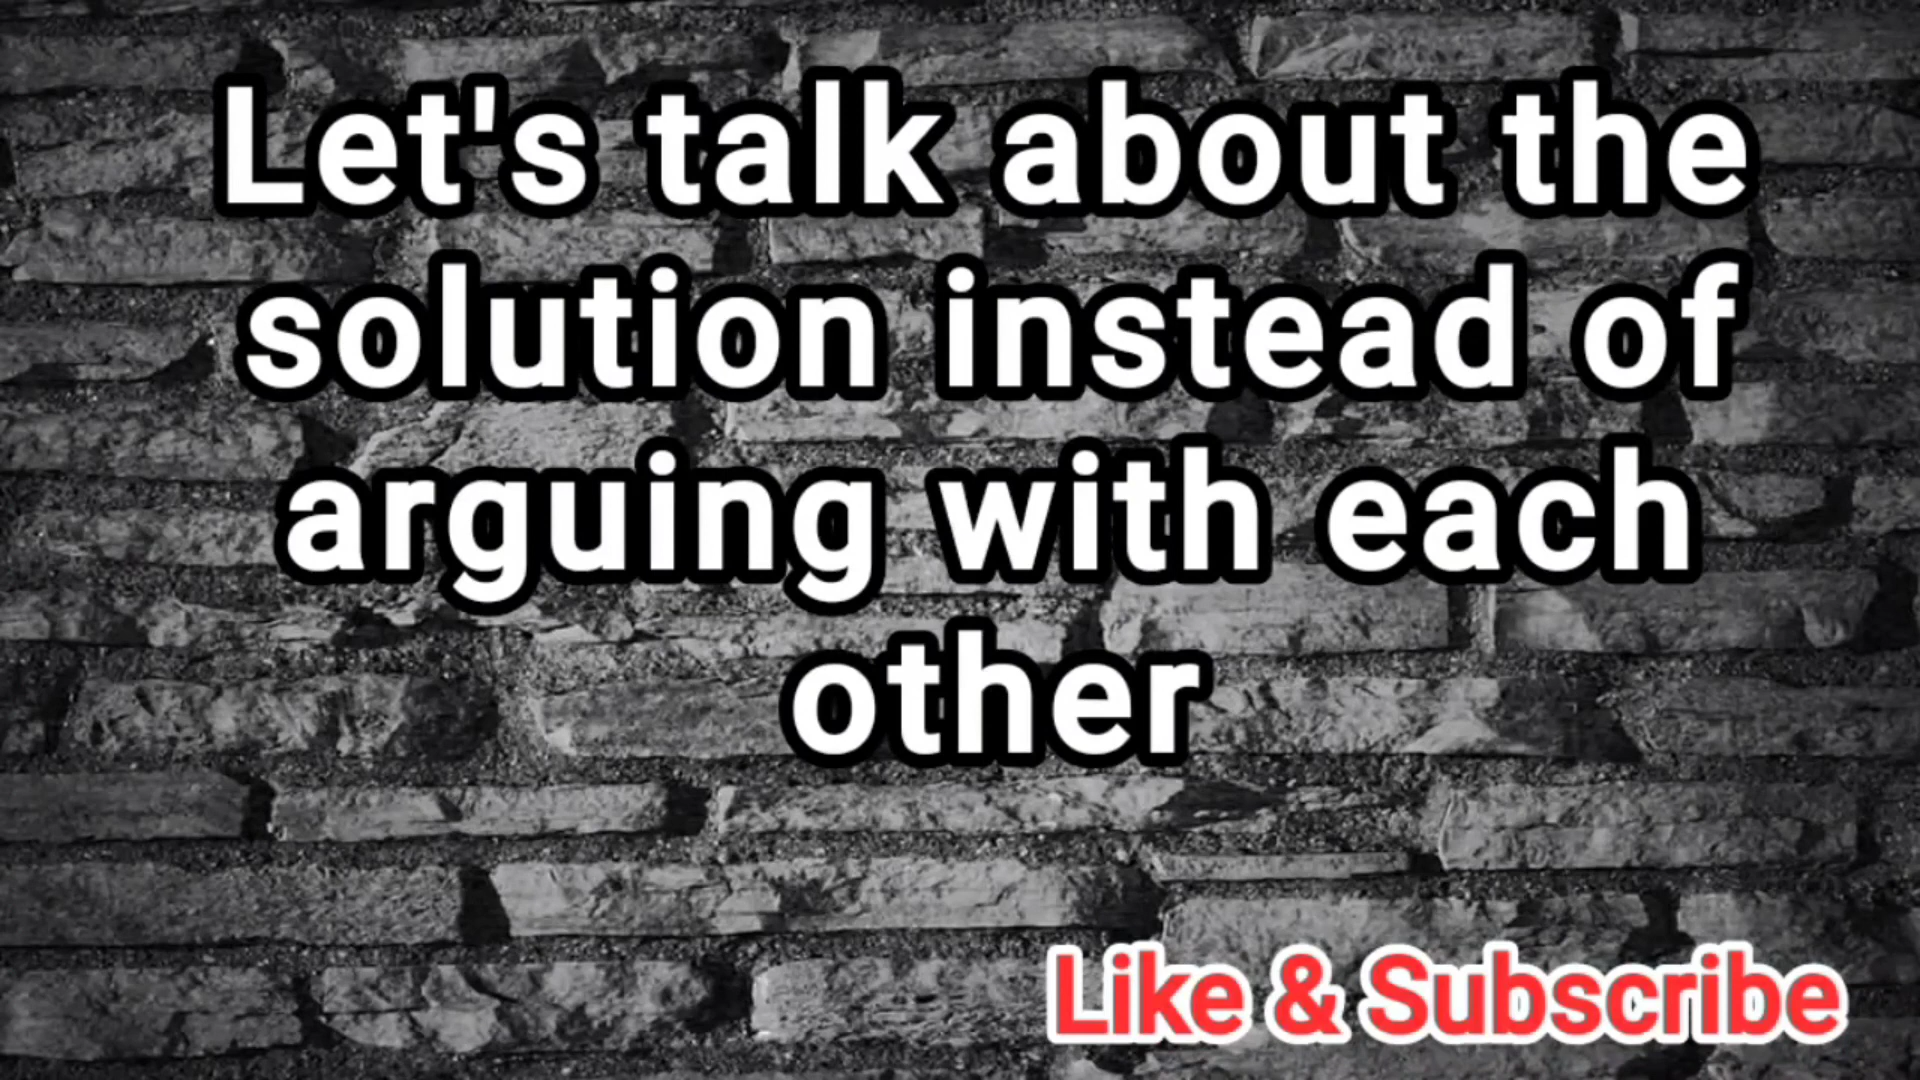 Let's talk about the
solution instead of
arguing with each
other
Like & Subscribe